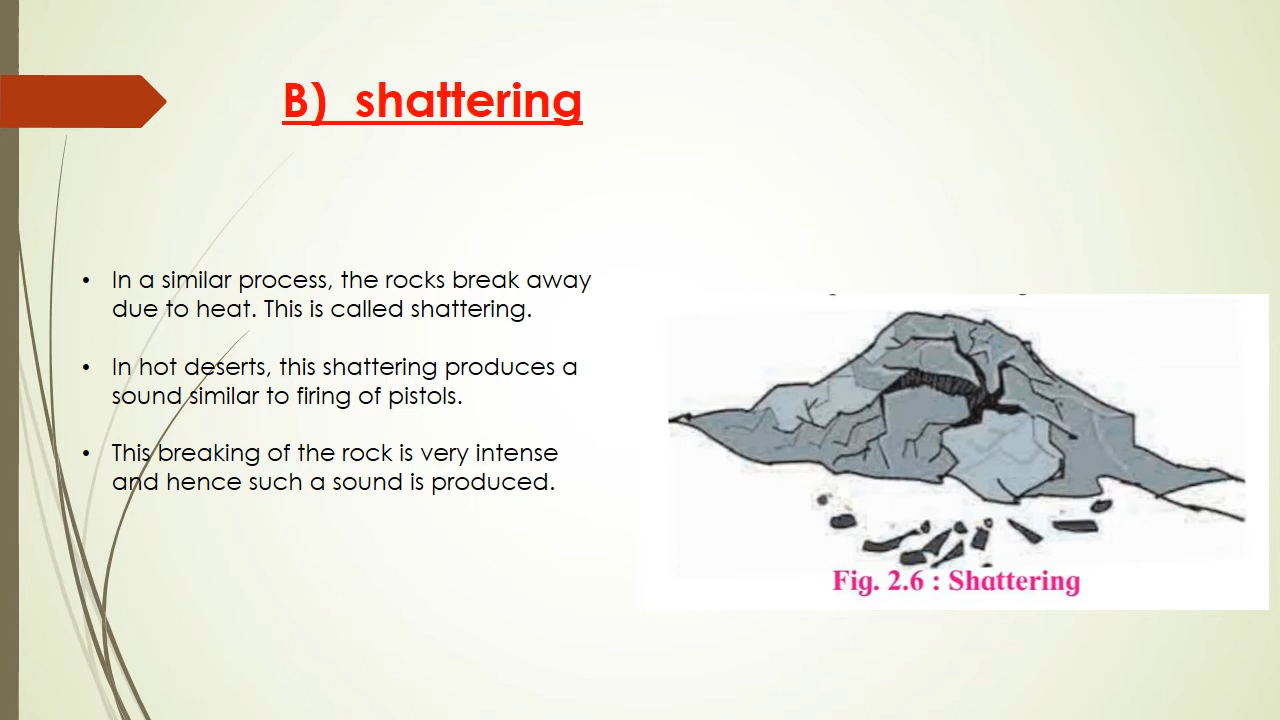 B) shattering
• In a similar process, the rocks break away
due to heat. This is called shattering.
• In hot deserts, this shattering produces a
sound similar to firing of pistols.
• This breaking of the rock is very intense
and hence such a sound is produced.
Fig. 2.6 : Shattering